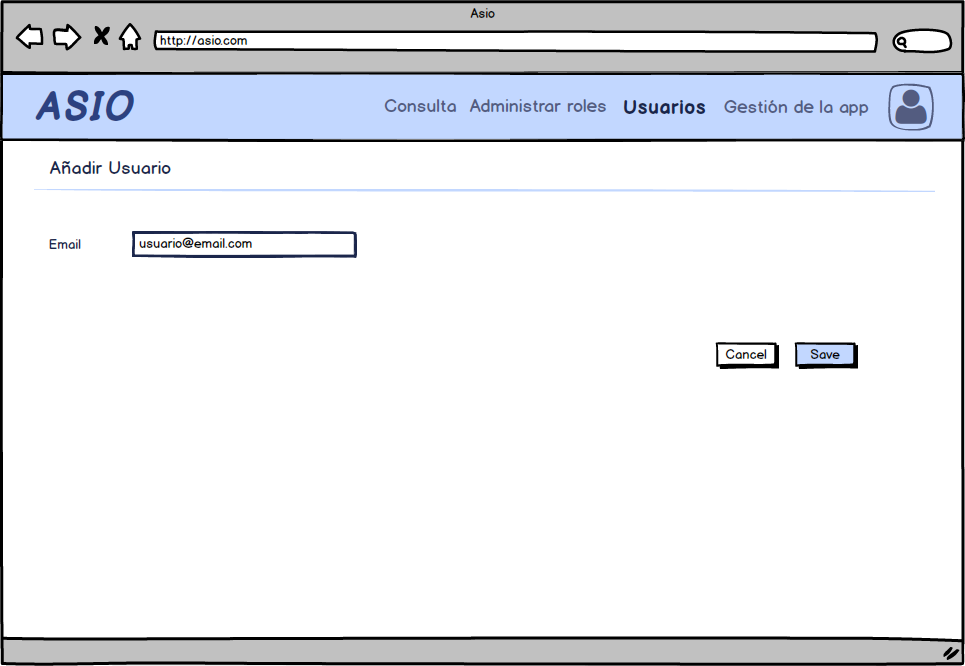 Asio
http://asio.com
ASIO
Consulta Administrar roles Usuarios Gestión de la app
Añadir Usuario
Email usuario@email.com
Cancel Save